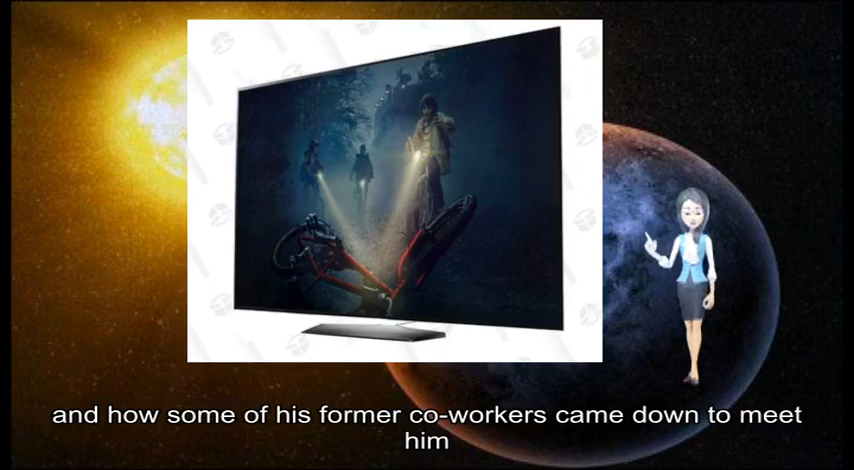 and how some of his former co-workers came down to meet
him